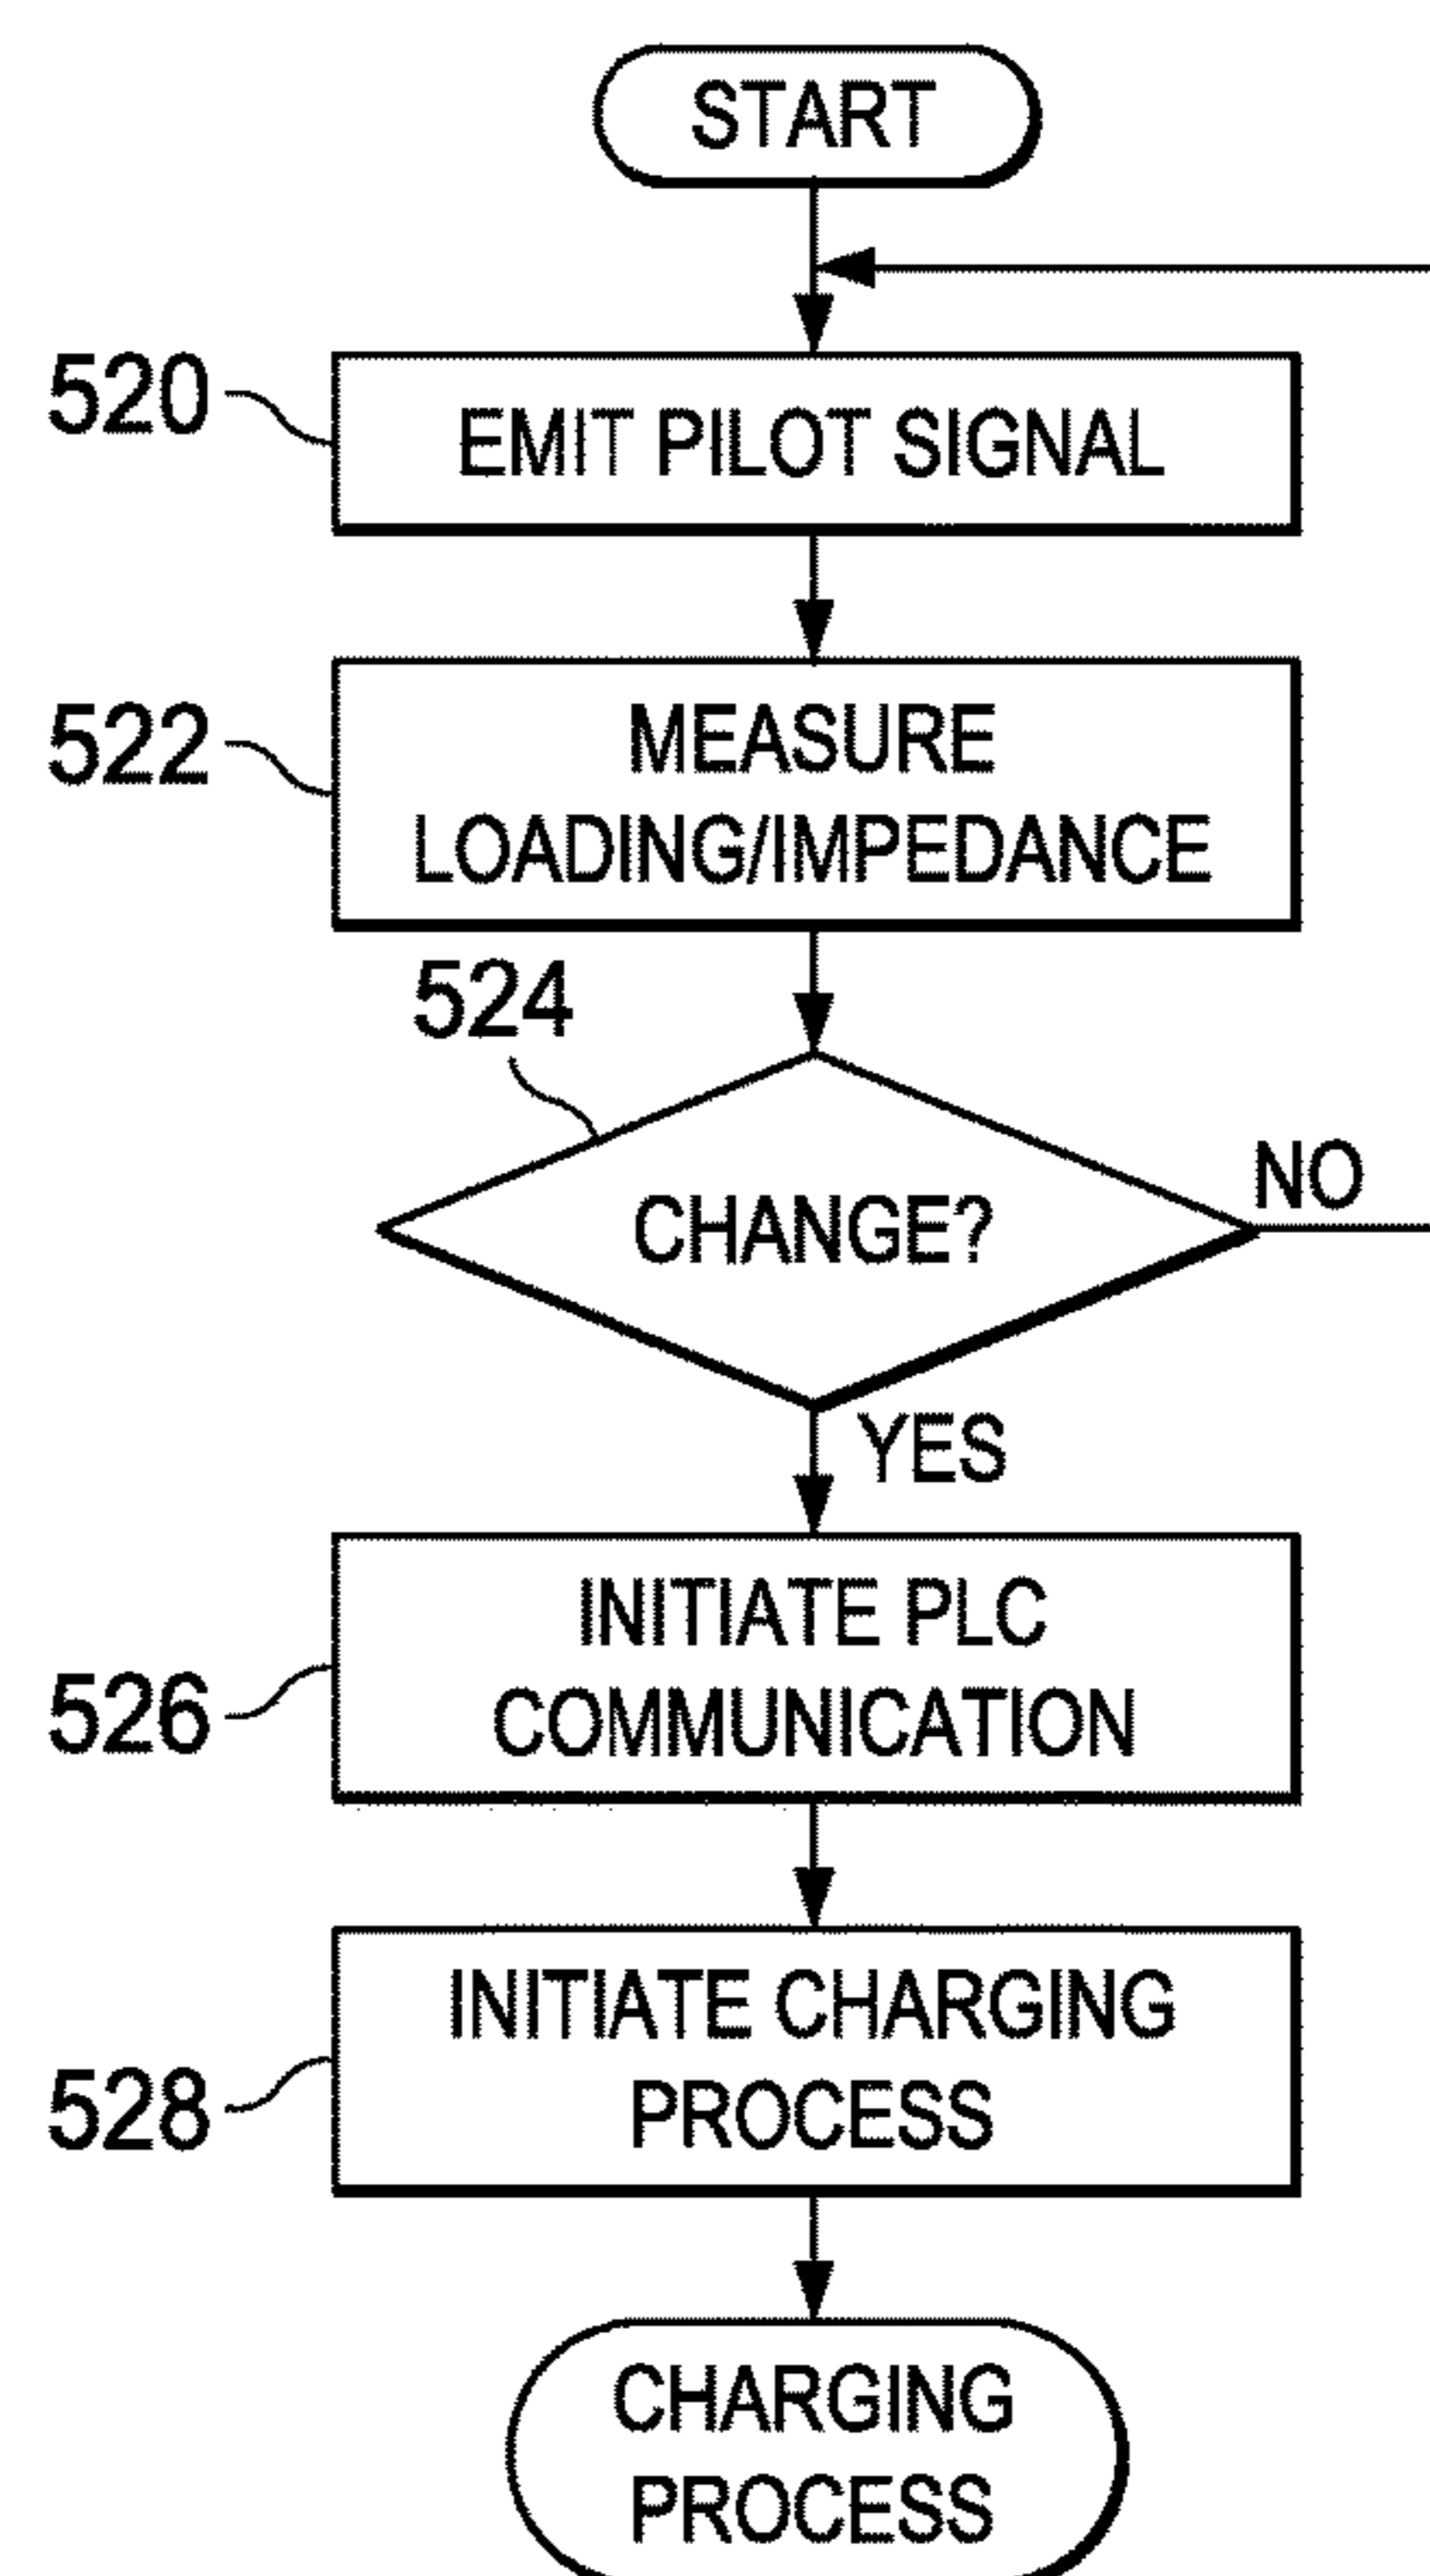 START
520
EMIT PILOT SIGNAL
522
MEASURE
LOADING/IMPEDANCE
524
CHANGE?
NO
YES
INITIATE PLC
COMMUNICATION
526
INITIATE CHARGING
PROCESS
528
CHARGING
PROCESS